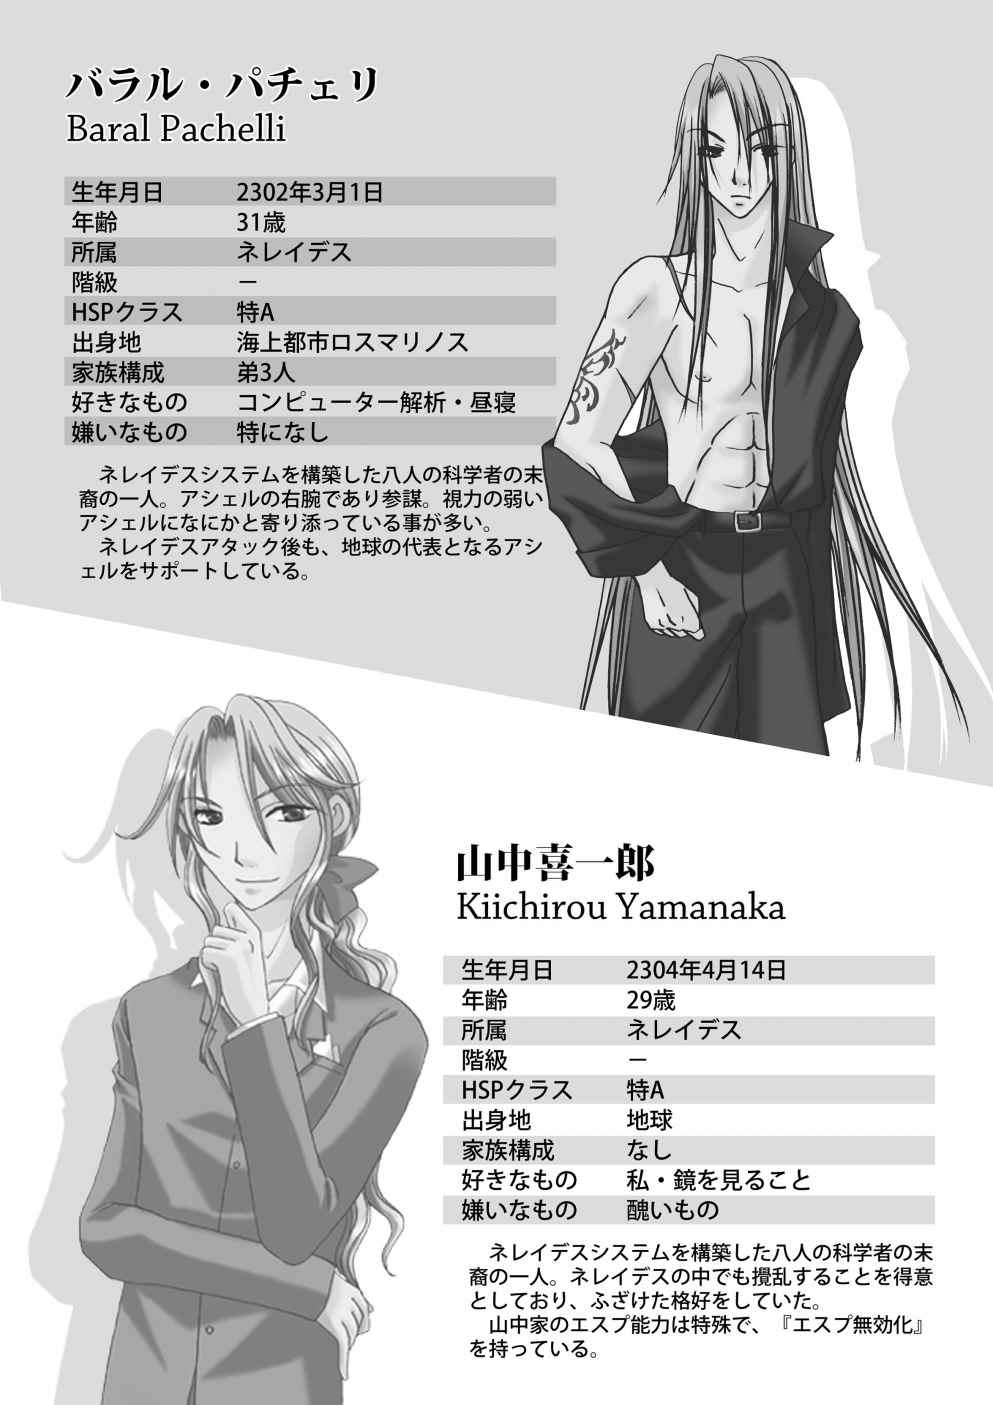 バラル・パチェリ
Baral Pachelli
生年月日 2302年3月1日
年齢 31歳
所属 ネレイデス
階級 －
HSPクラス 特A
出身地 海上都市ロスマリノス
家族構成 弟3人
好きなもの コンピューター解析・昼寝
嫌いなもの 特になし
ネレイデスシステムを構築した八人の科学者の末
裔の一人。アシェルの右腕であり参謀。視力の弱い
アシェルになにかと寄り添っている事が多い。
ネレイデスアタック後も、地球の代表となるアシ
ェルをサポートしている。
山中喜一郎
Kiichirou Yamanaka
生年月日 2304年4月14日
年齢 29歳
所属 ネレイデス
階級 －
HSPクラス 特A
出身地 地球
家族構成 なし
好きなもの 私・鏡を見ること
嫌いなもの 醜いもの
ネレイデスシステムを構築した八人の科学者の末
裔の一人。ネレイデスの中でも攪乱することを得意
としており、ふざけた格好をしていた。
山中家のエスプ能力は特殊で、『エスプ無効化』
を持っている。